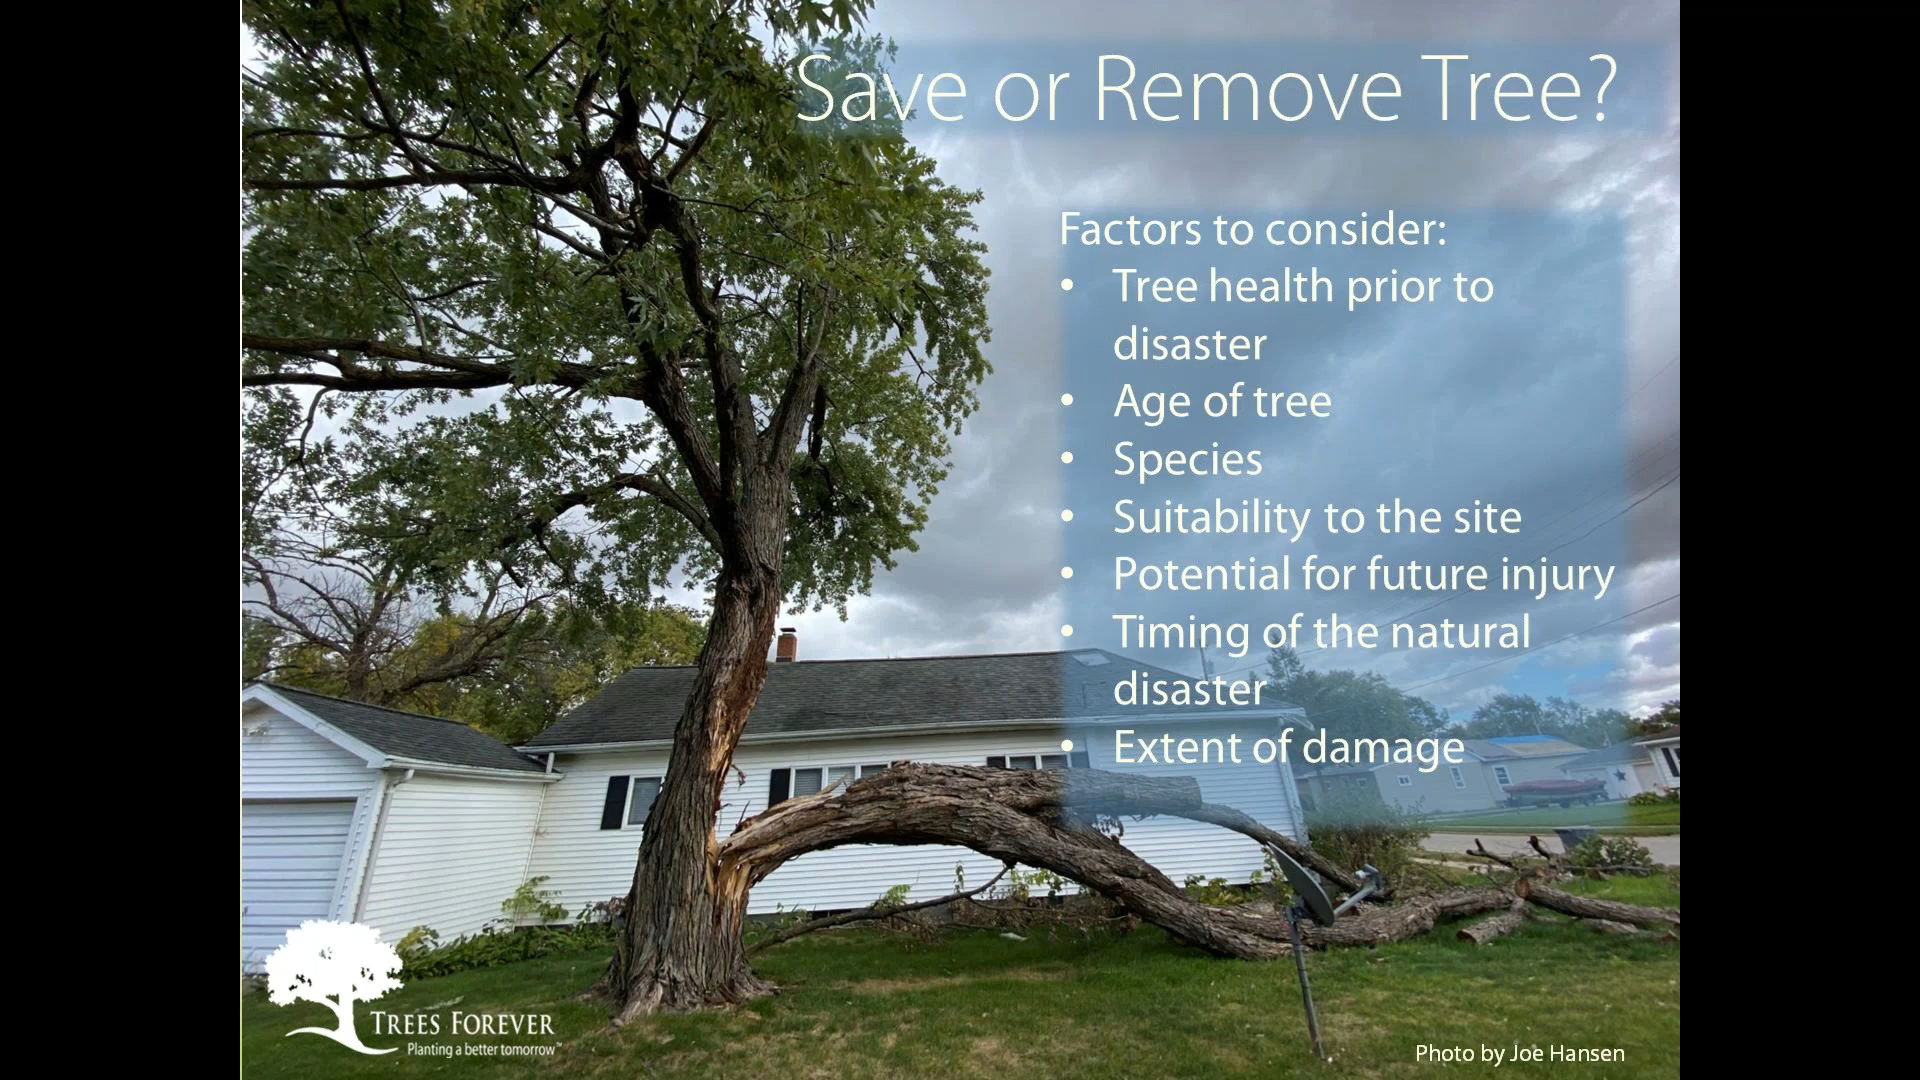 Save or Remove Tree?
Factors to consider:
• Tree health prior to
disaster
• Age of tree
• Species
• Suitability to the site
• Potential for future injury
• Timing of the natural
disaster
• Extent of damage
TREES FOREVER
Planting a better tomorrow™
Photo by Joe Hansen